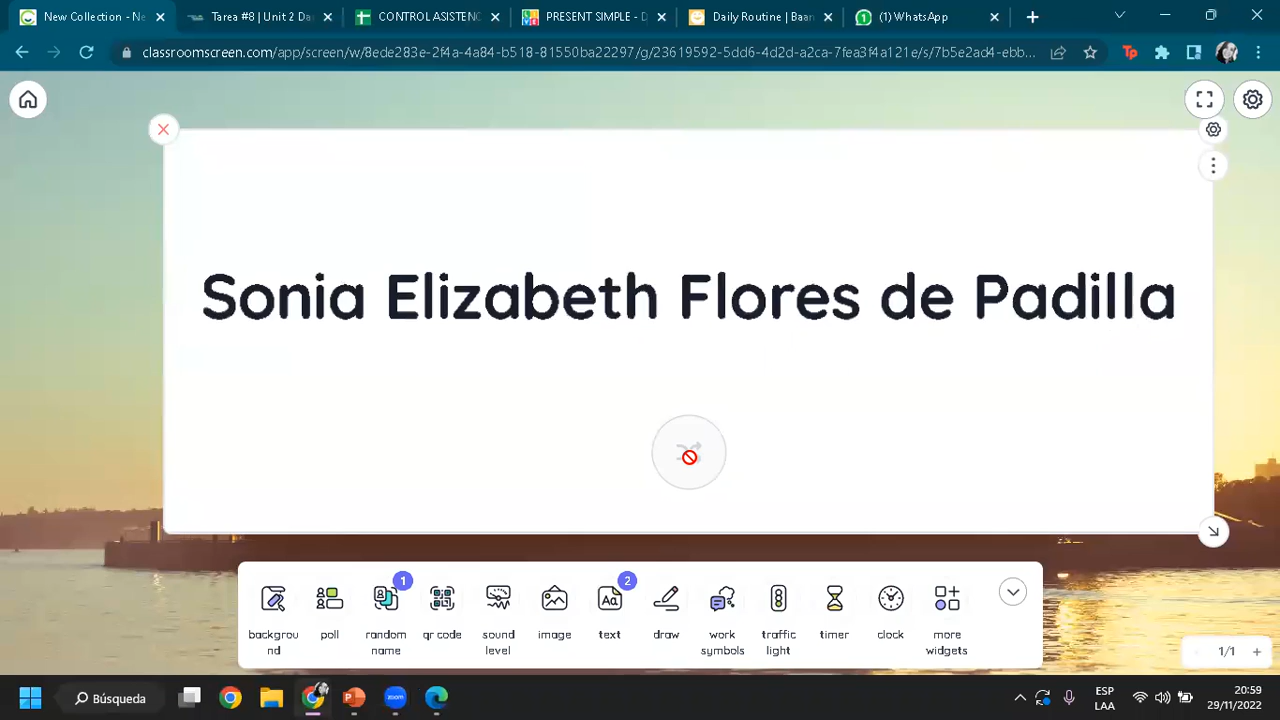 New Collection - Ne
Tarea #8 | Unit 2 Da
CONTROL ASISTENC
PRESENT SIMPLE - D
Daily Routine | Baan
(1) WhatsApp
classroomscreen.com/app/screen/w/8ede283e-2f4a-4a84-b518-81550ba22297/g/23619592-5dd6-4d2d-a2ca-7fea3f4a121e/s/7b5e2ad4-ebb...
Sonia Elizabeth Flores de Padilla
1
2
backgrou
nd
poll
random
name
qr code
sound
level
image
text
draw
work
symbols
traffic
light
timer
clock
more
widgets
1/1
Búsqueda
zoom
ESP
LAA
20:59
29/11/2022